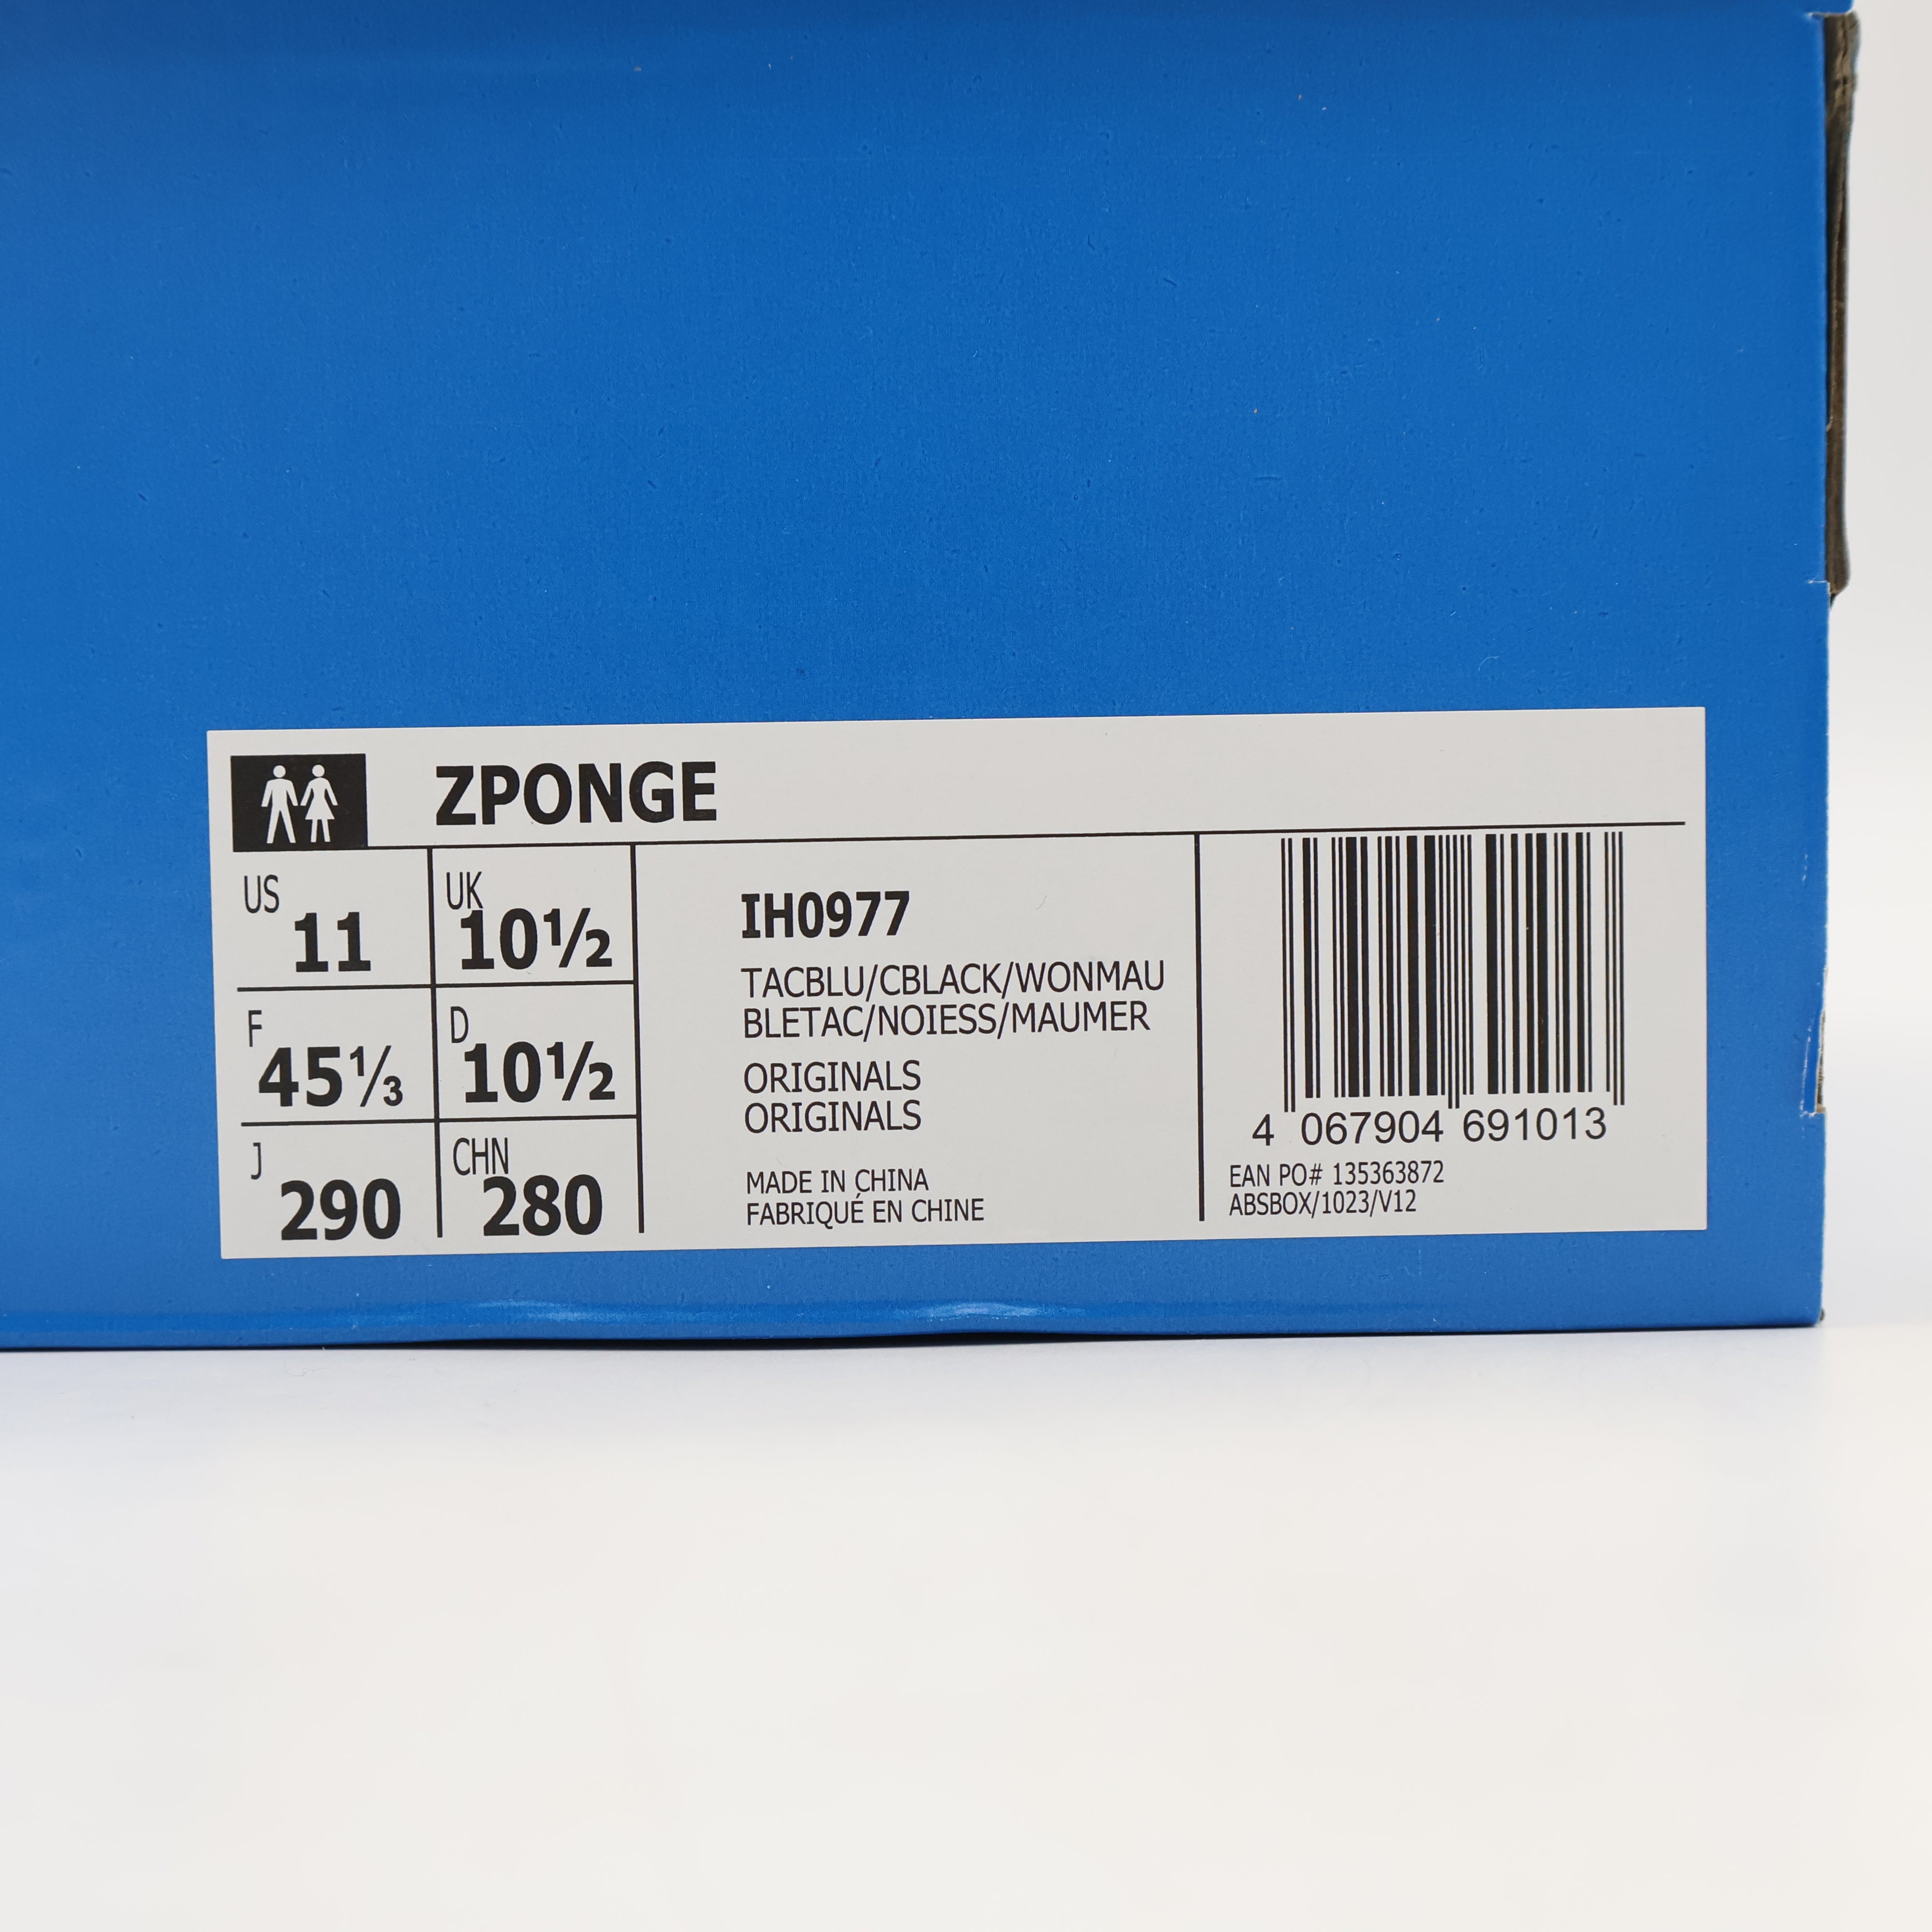 ZPONGE
US 11
UK 10½
F 45⅓
D 10½
J 290
CHN 280
IH0977
TACBLU/CBLACK/WONMAU
BLETAC/NOIESS/MAUMER
ORIGINALS
ORIGINALS
MADE IN CHINA
FABRIQUÉ EN CHINE
4 067904 691013
EAN PO# 135363872
ABSBOX/1023/V12